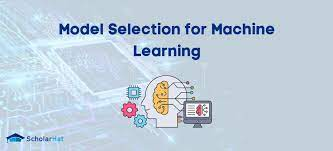 Model Selection for Machine
Learning
ScholarHat